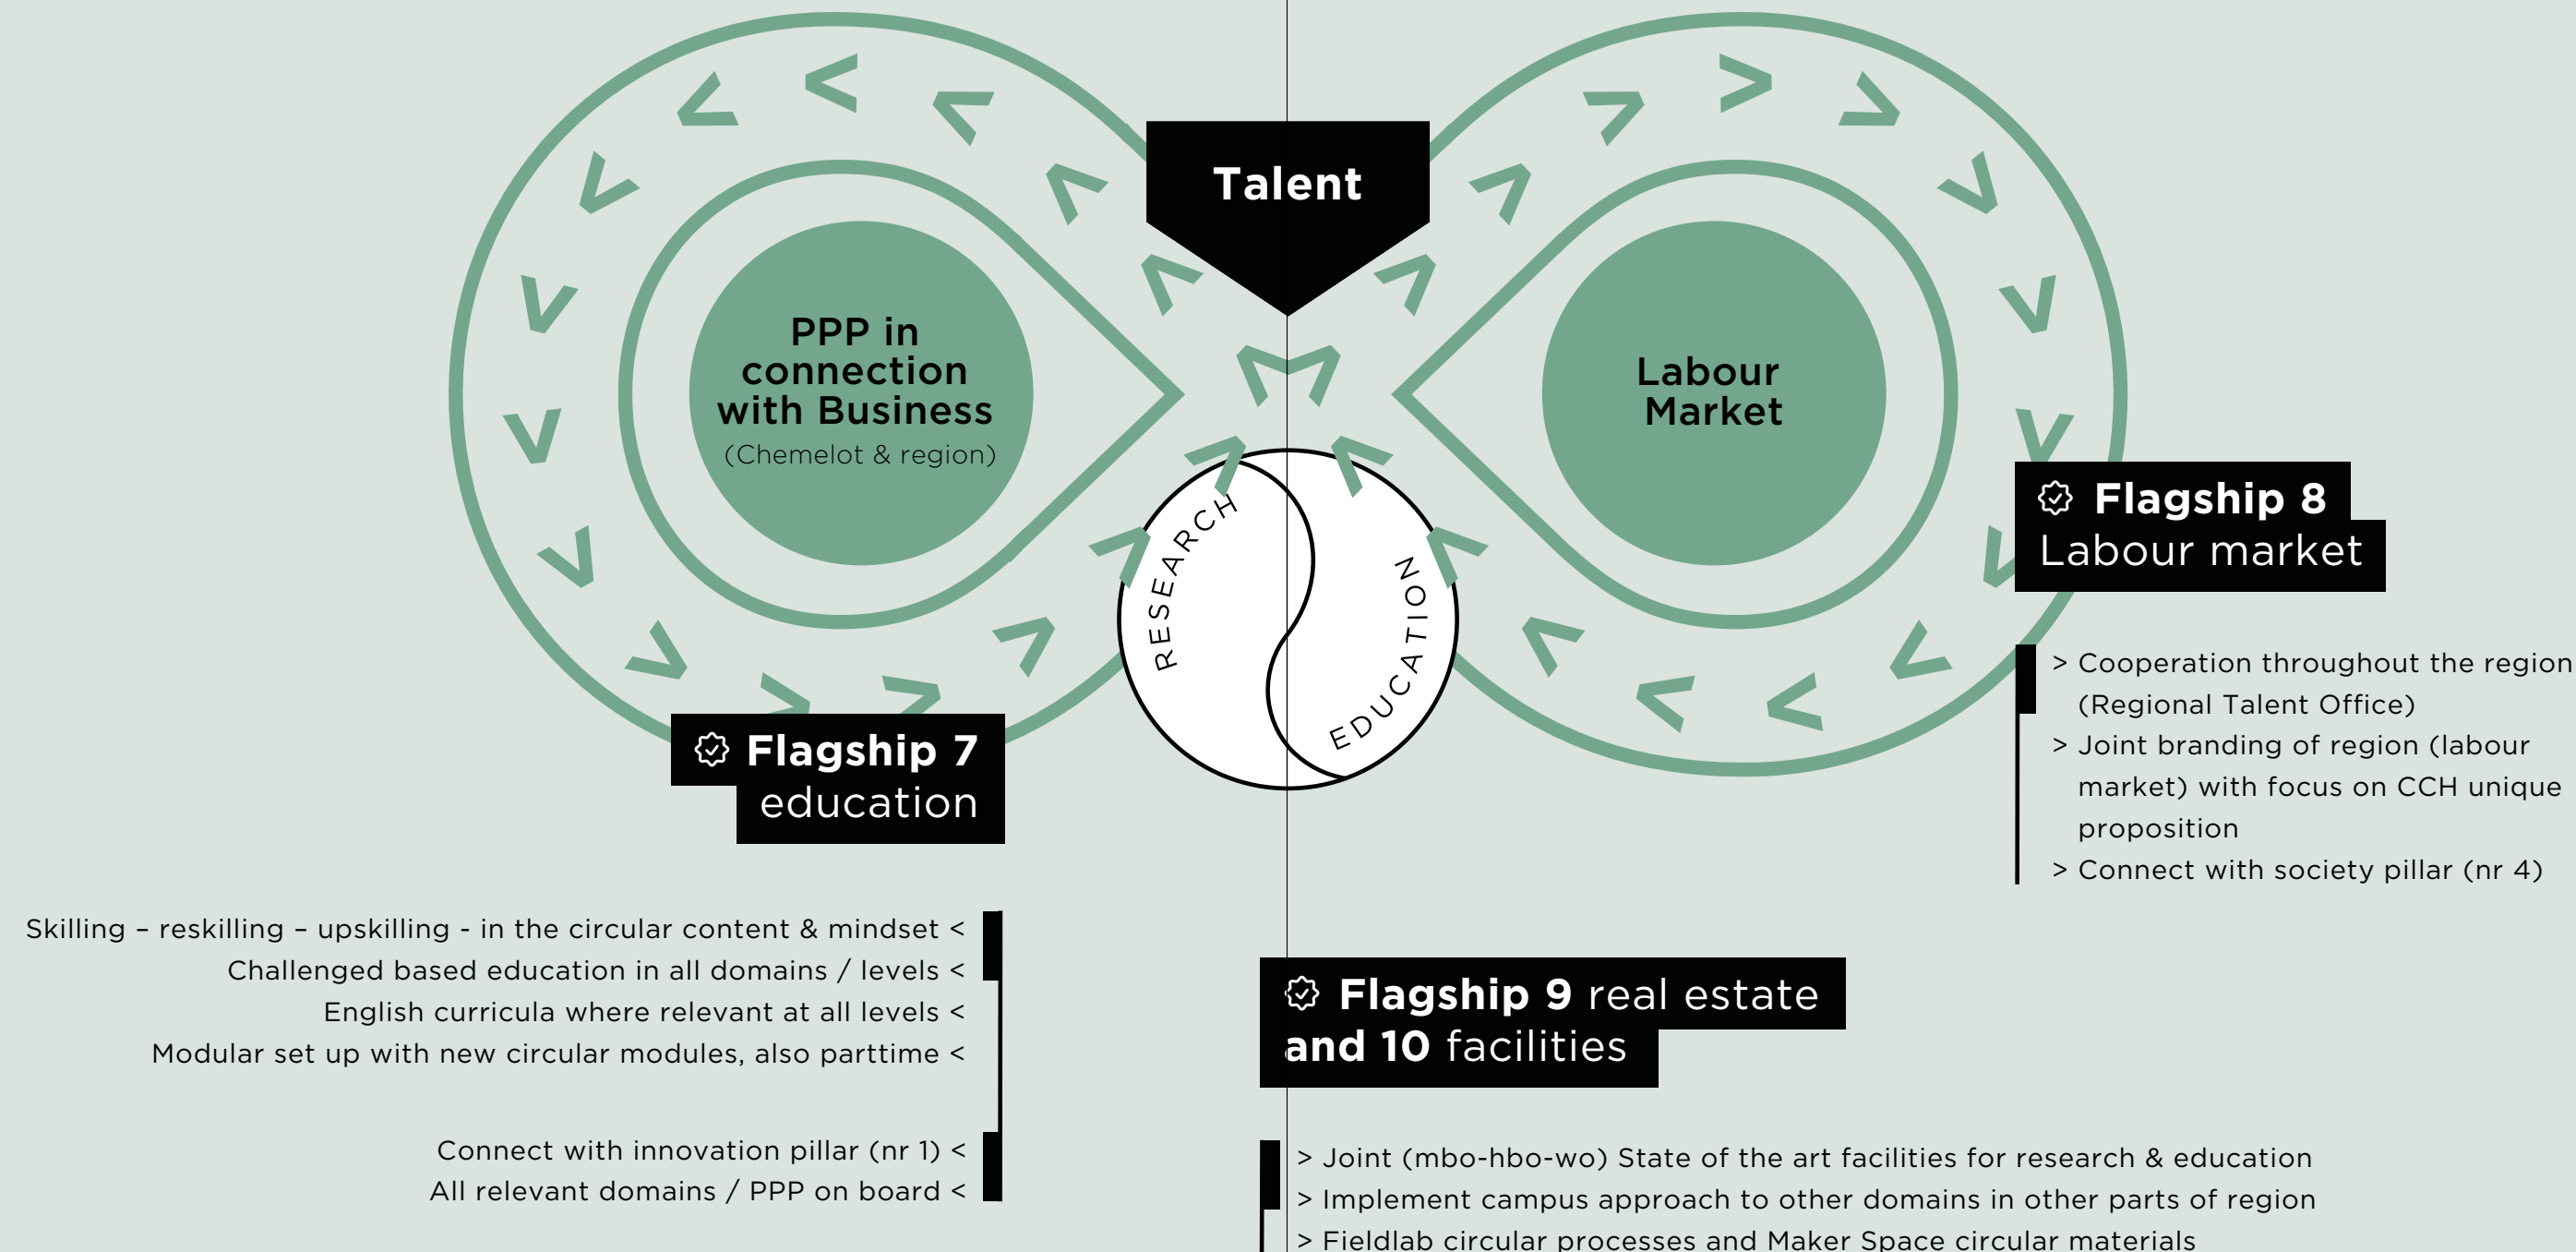 Talent
PPP in
connection
with Business
(Chemelot & region)
Labour
Market
RESEARCH
EDUCATION
Flagship 8
Labour market
> Cooperation throughout the region
(Regional Talent Office)
> Joint branding of region (labour
market) with focus on CCH unique
proposition
> Connect with society pillar (nr 4)
Flagship 7
education
Skilling – reskilling – upskilling - in the circular content & mindset <
Challenged based education in all domains / levels <
English curricula where relevant at all levels <
Modular set up with new circular modules, also parttime <
Connect with innovation pillar (nr 1) <
All relevant domains / PPP on board <
Flagship 9 real estate
and 10 facilities
> Joint (mbo-hbo-wo) State of the art facilities for research & education
> Implement campus approach to other domains in other parts of region
> Fieldlab circular processes and Maker Space circular materials